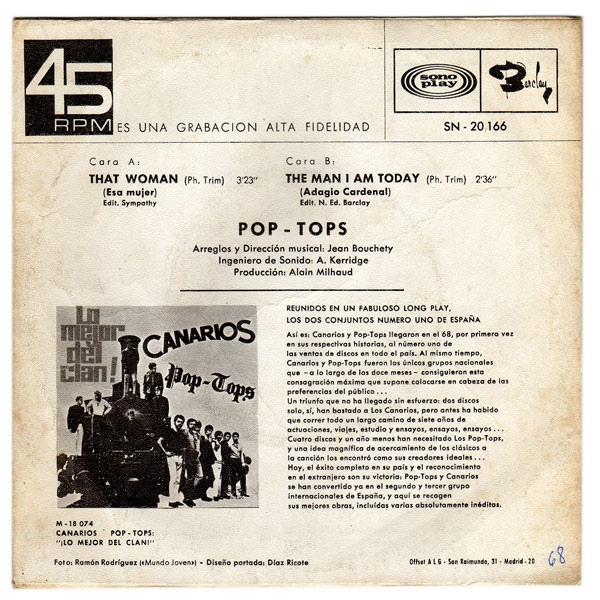 45
RPM
ES UNA GRABACION ALTA FIDELIDAD
sono play
Barclay
SN - 20 166
Cara A:
THAT WOMAN (Ph. Trim) 3'23"
(Esa mujer)
Edit. Sympathy
Cara B:
THE MAN I AM TODAY (Ph. Trim) 2'36"
(Adagio Cardenal)
Edit. N. Ed. Barclay
POP - TOPS
Arreglos y Dirección musical: Jean Bouchety
Ingeniero de Sonido: A. Kerridge
Producción: Alain Milhaud
Lo
mejor
del
clan!
CANARIOS
Pop-Tops
M - 18 074
CANARIOS POP - TOPS:
"¡LO MEJOR DEL CLAN!"
REUNIDOS EN UN FABULOSO LONG PLAY,
LOS DOS CONJUNTOS NUMERO UNO DE ESPAÑA
Así es: Canarios y Pop-Tops llegaron en el 68, por primera vez
en sus respectivas historias, al número uno de
las ventas de discos en todo el país. Al mismo tiempo,
Canarios y Pop-Tops fueron los únicos grupos nacionales
que – a lo largo de los doce meses – consiguieron esta
consagración máxima que supone colocarse en cabeza de las
preferencias del público . . .
Un triunfo que no ha llegado sin esfuerzo: dos discos
solo, sí, han bastado a Los Canarios, pero antes ha habido
que correr todo un largo camino de siete años de
actuaciones, viajes, estudio y ensayos, ensayos, ensayos . . .
Cuatro discos y un año menos han necesitado Los Pop-Tops,
y una idea magnífica de acercamiento de los clásicos a
la canción los encontró como sus creadores ideales . . .
Hoy, el éxito completo en su país y el reconocimiento
en el extranjero son su victoria: Pop-Tops y Canarios
se han convertido ya en el segundo y tercer grupo
internacionales de España, y aquí se recogen
sus mejores obras, incluídas varias absolutamente inéditas.
Foto: Ramón Rodríguez («Mundo Joven») – Diseño portada: Díaz Ricote
Offset A L G - San Raimundo, 31 - Madrid - 20
68